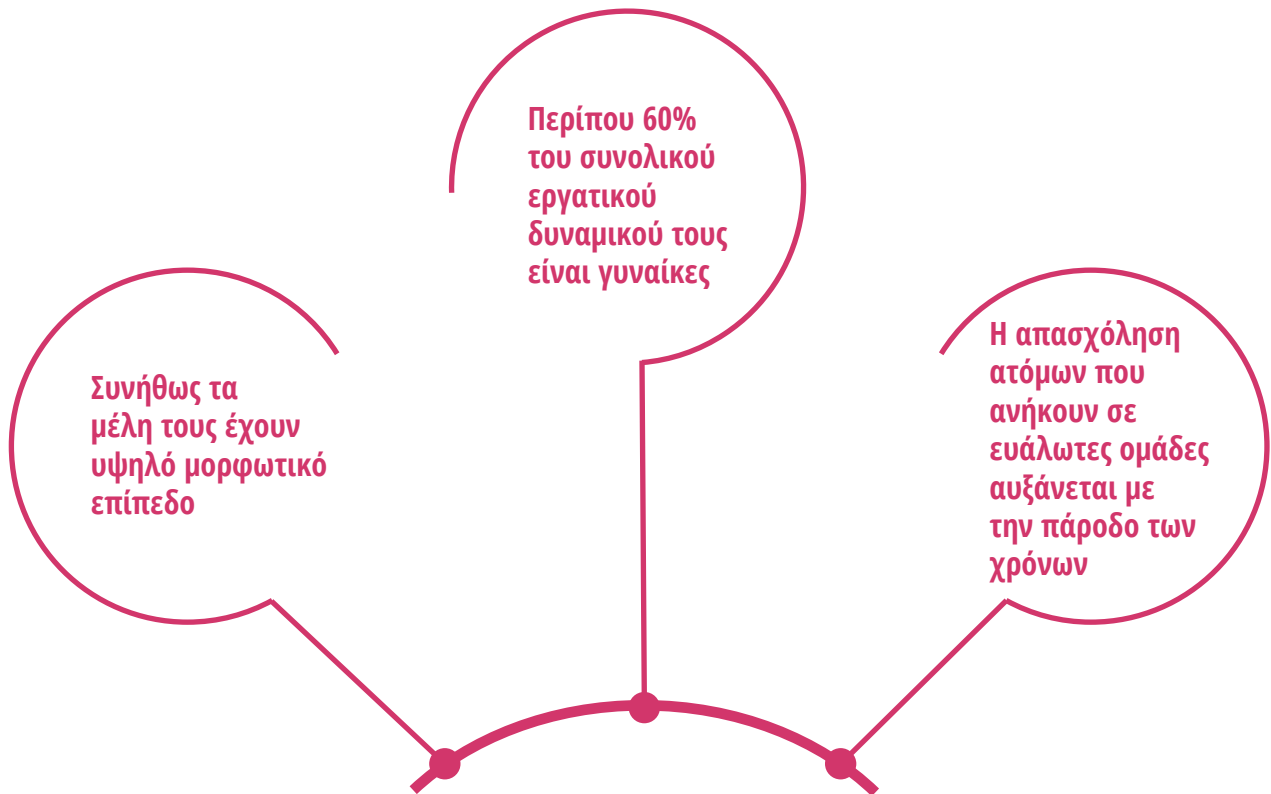 Περίπου 60%
του συνολικού
εργατικού
δυναμικού τους
είναι γυναίκες
Συνήθως τα
μέλη τους έχουν
υψηλό μορφωτικό
επίπεδο
Η απασχόληση
ατόμων που
ανήκουν σε
ευάλωτες ομάδες
αυξάνεται με
την πάροδο των
χρόνων